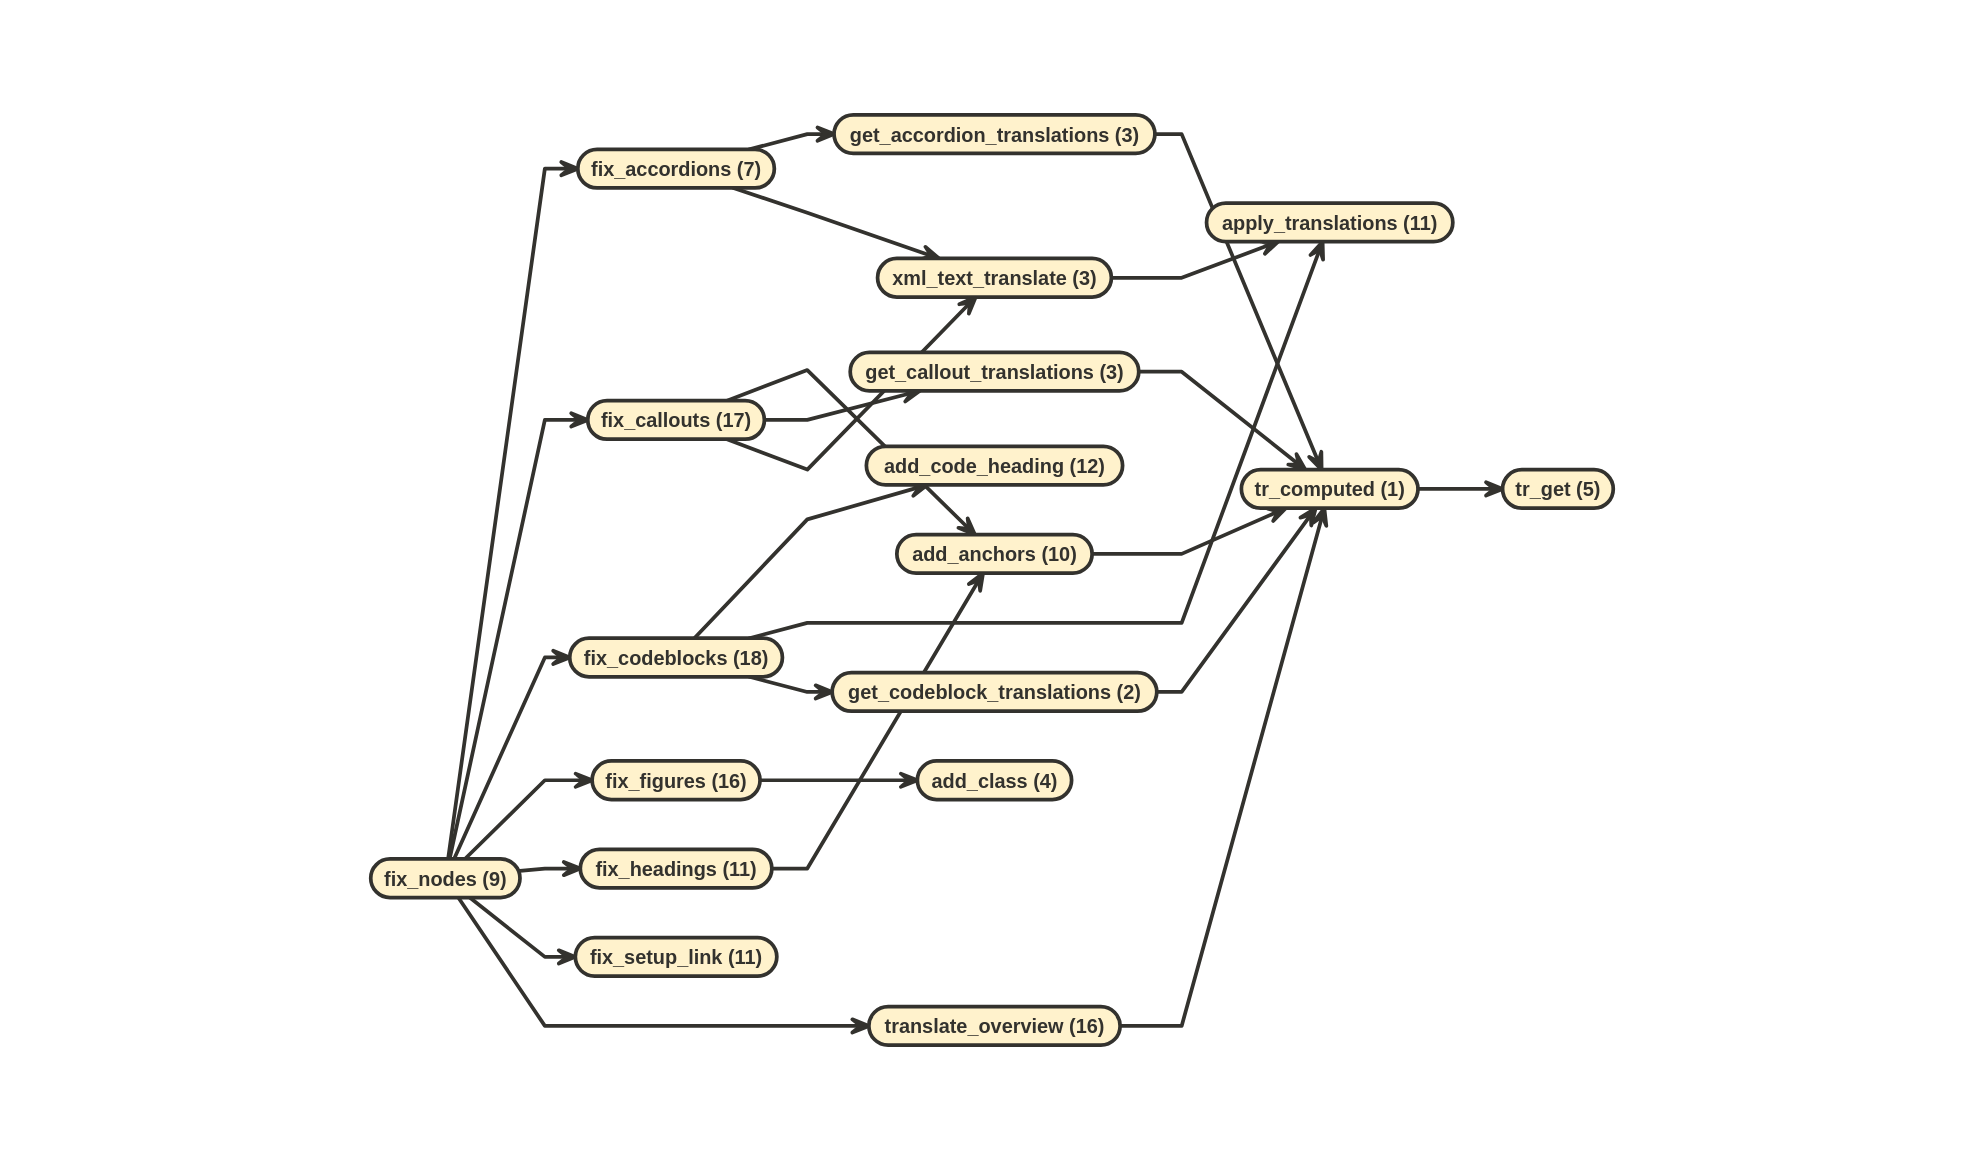 get_accordion_translations (3)
fix_accordions (7)
apply_translations (11)
xml_text_translate (3)
get_callout_translations (3)
fix_callouts (17)
add_code_heading (12)
tr_computed (1)
tr_get (5)
add_anchors (10)
fix_codeblocks (18)
get_codeblock_translations (2)
fix_figures (16)
add_class (4)
fix_headings (11)
fix_nodes (9)
fix_setup_link (11)
translate_overview (16)